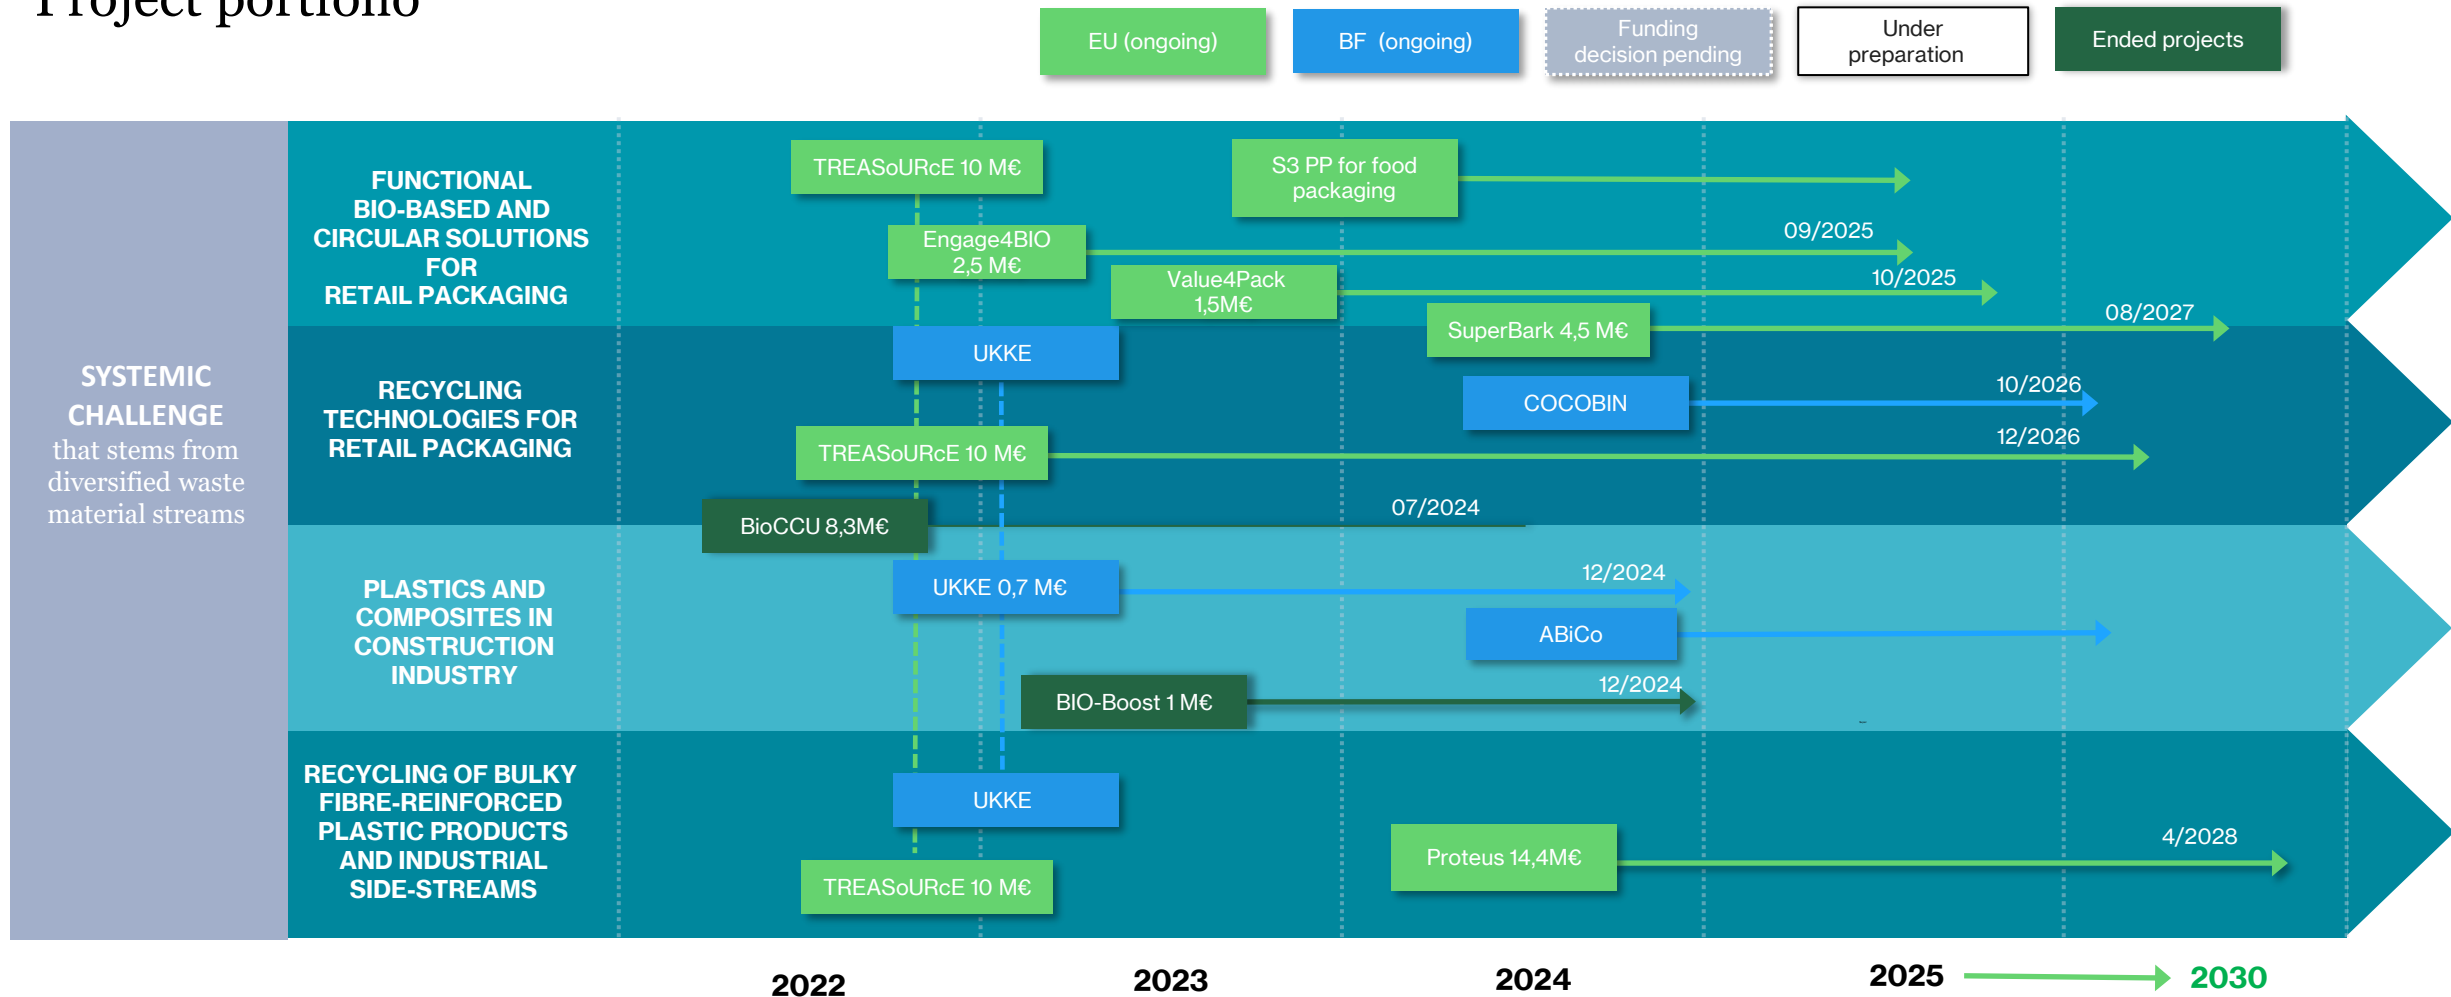 Project portfolio
EU (ongoing)
BF (ongoing)
Funding
decision pending
Under
preparation
Ended projects
SYSTEMIC
CHALLENGE
that stems from
diversified waste
material streams
FUNCTIONAL
BIO-BASED AND
CIRCULAR SOLUTIONS
FOR
RETAIL PACKAGING
TREASoURcE 10 M€
S3 PP for food
packaging
Engage4BIO
2,5 M€
09/2025
Value4Pack
1,5M€
10/2025
SuperBark 4,5 M€
08/2027
RECYCLING
TECHNOLOGIES FOR
RETAIL PACKAGING
UKKE
COCOBIN
10/2026
TREASoURcE 10 M€
12/2026
BioCCU 8,3M€
07/2024
PLASTICS AND
COMPOSITES IN
CONSTRUCTION
INDUSTRY
UKKE 0,7 M€
12/2024
ABiCo
BIO-Boost 1 M€
12/2024
RECYCLING OF BULKY
FIBRE-REINFORCED
PLASTIC PRODUCTS
AND INDUSTRIAL
SIDE-STREAMS
UKKE
Proteus 14,4M€
4/2028
TREASoURcE 10 M€
2022
2023
2024
2025
2030